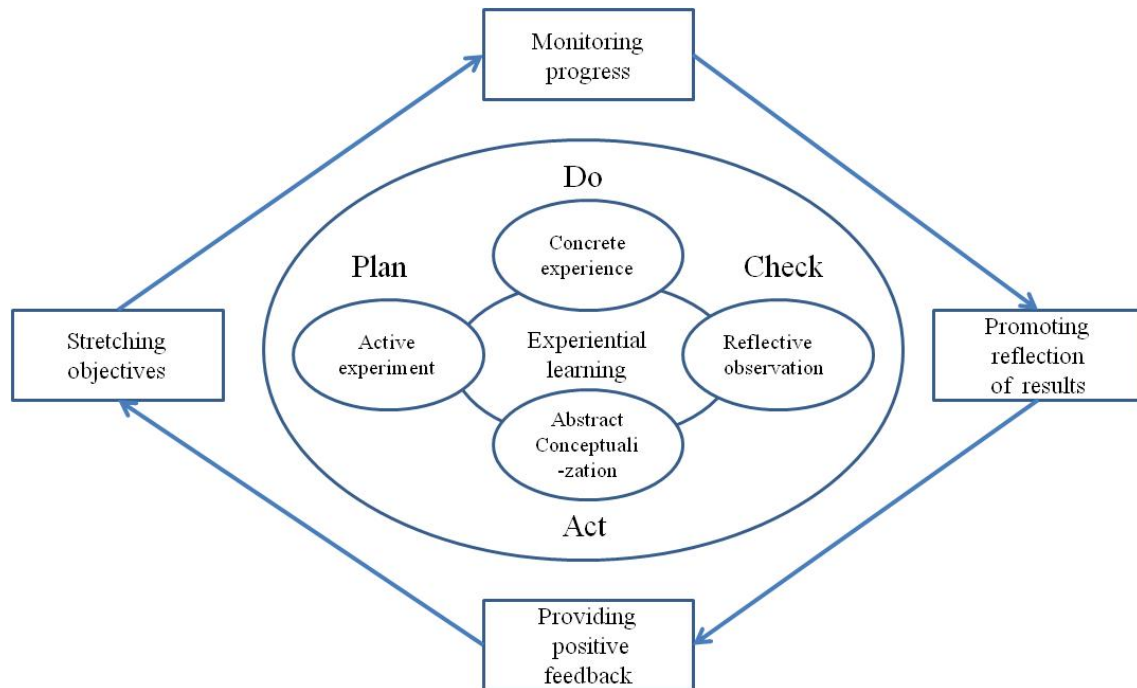 Monitoring
progress
Do
Concrete
experience
Plan
Check
Stretching
objectives
Active
experiment
Experiential
learning
Reflective
observation
Promoting
reflection
of results
Abstract
Conceptuali
-zation
Act
Providing
positive
feedback